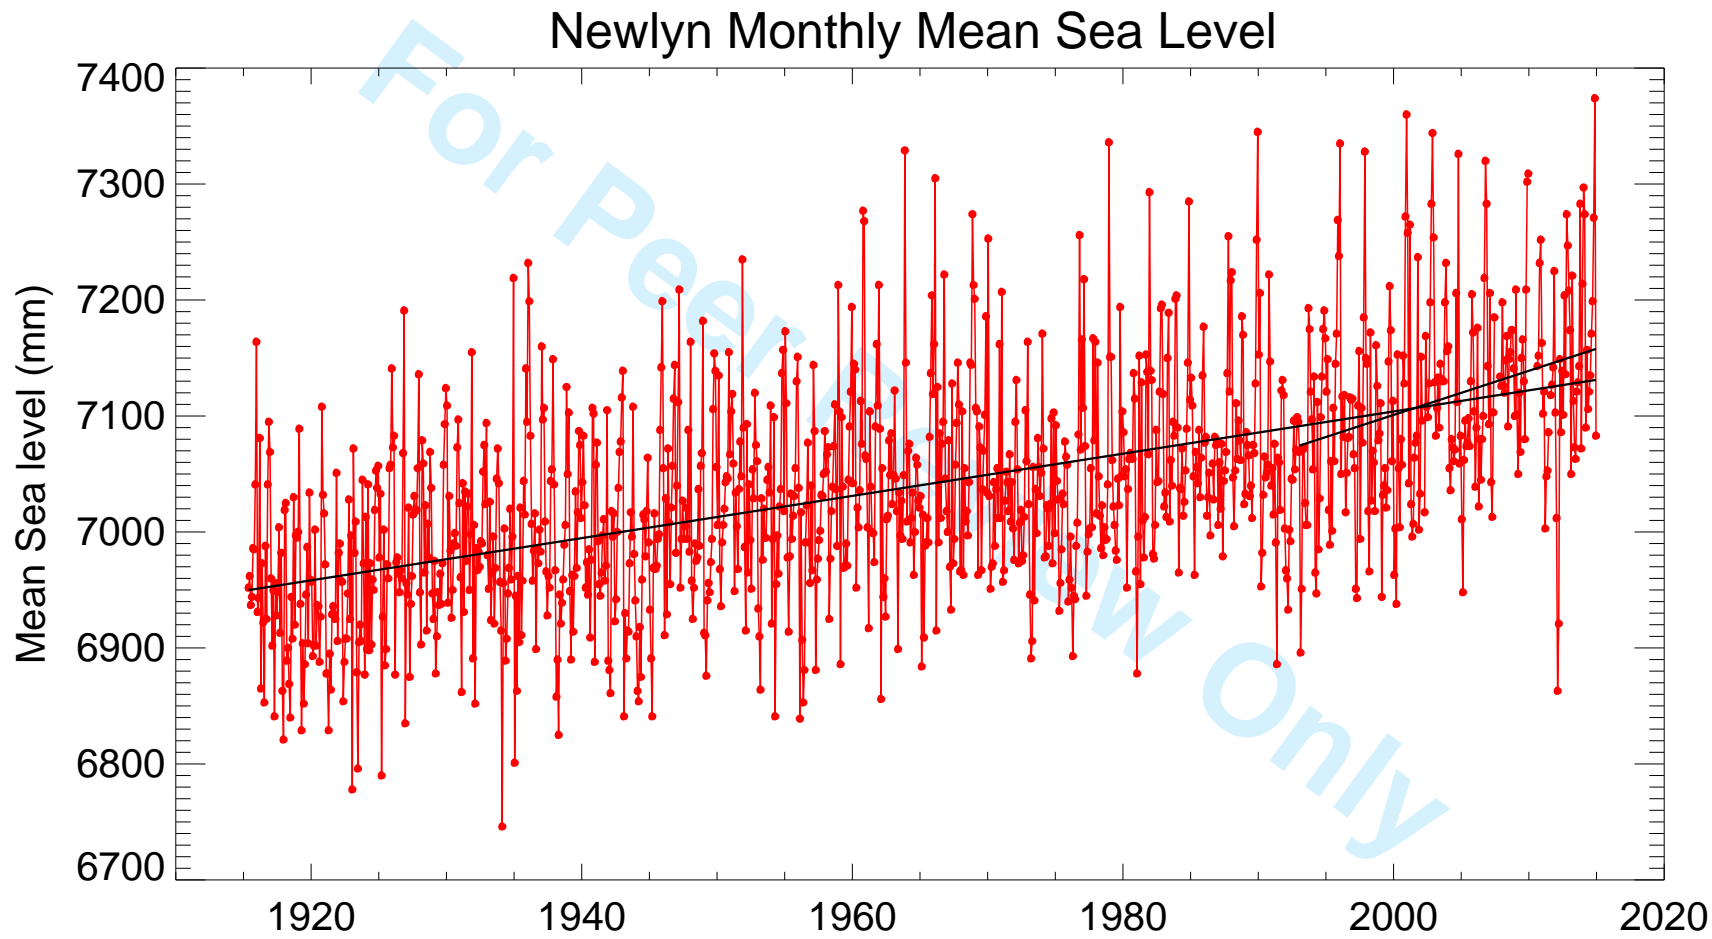 Newlyn Monthly Mean Sea Level
For Peer Review Only
Mean Sea level (mm)
7400
7300
7200
7100
7000
6900
6800
6700
1920 1940 1960 1980 2000 2020